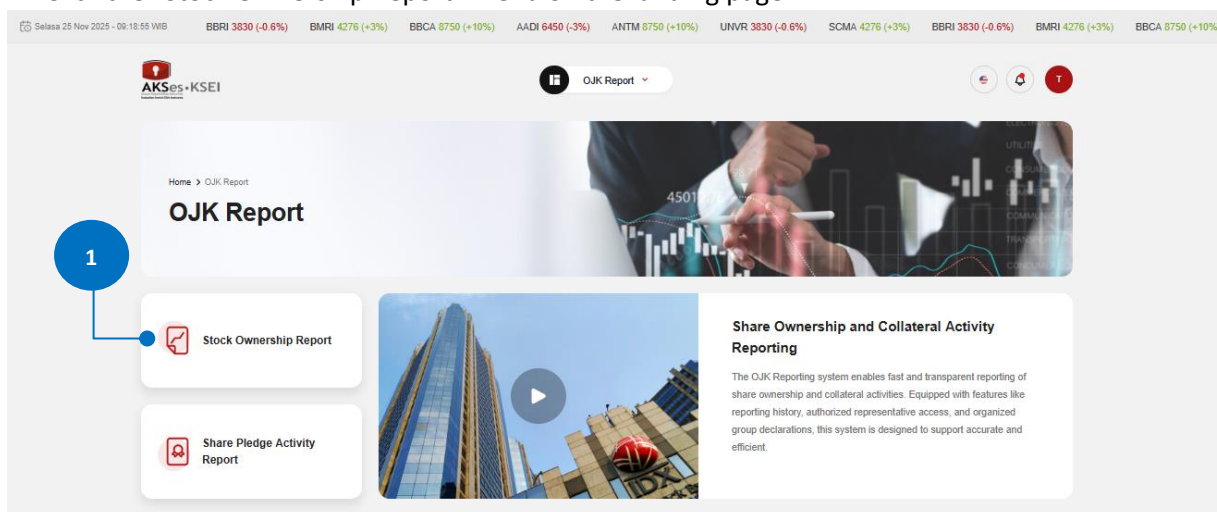 Selasa 25 Nov 2025 - 09:18:55 WIB BBRI 3830 (-0.6%) BMRI 4276 (+3%) BBCA 8750 (+10%) AADI 6450 (-3%) ANTM 8750 (+10%) UNVR 3830 (-0.6%) SCMA 4276 (+3%) BBRI 3830 (-0.6%) BMRI 4276 (+3%) BBCA 8750 (+10%
AKSes-KSEI
OJK Report
T
Home > OJK Report
OJK Report
1
Stock Ownership Report
Share Pledge Activity
Report
IDX
Share Ownership and Collateral Activity
Reporting
The OJK Reporting system enables fast and transparent reporting of
share ownership and collateral activities. Equipped with features like
reporting history, authorized representative access, and organized
group declarations, this system is designed to support accurate and
efficient.